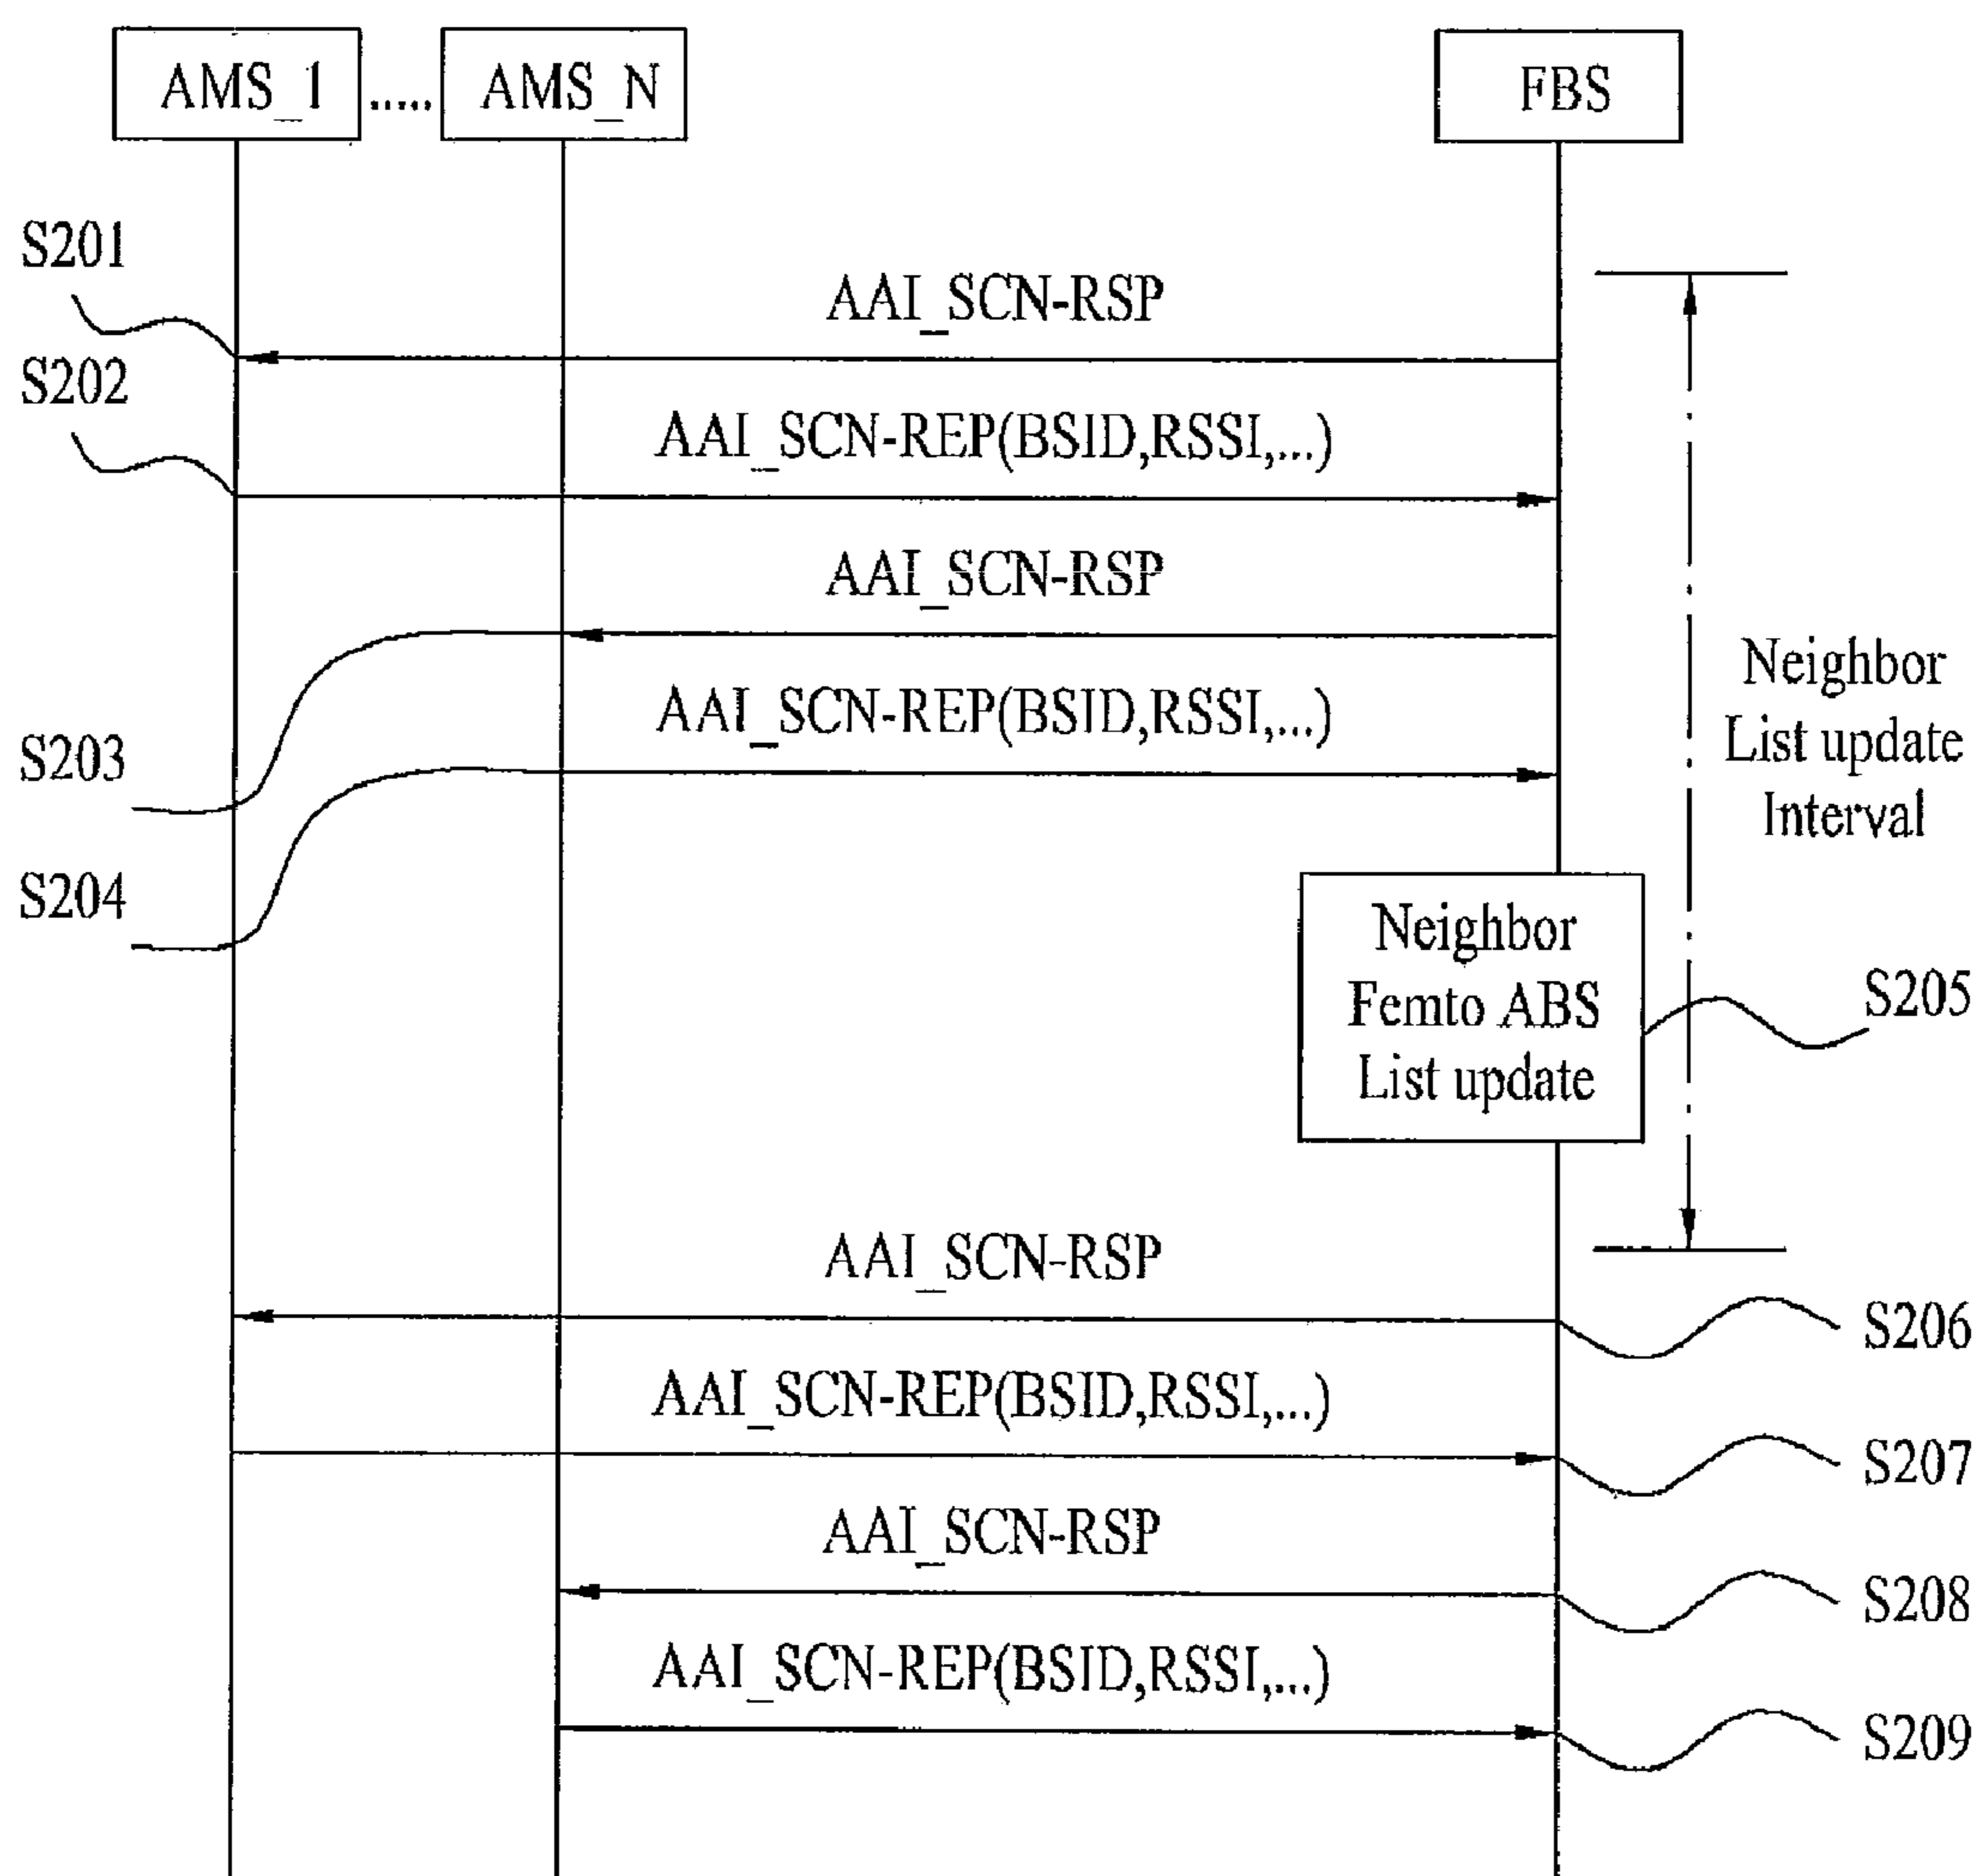 AMS_1 ..... AMS_N
FBS
S201
AAI_SCN-RSP
S202
AAI_SCN-REP(BSID,RSSI,...)
AAI_SCN-RSP
S203
AAI_SCN-REP(BSID,RSSI,...)
S204
Neighbor
List update
Interval
Neighbor
Femto ABS
List update
S205
AAI_SCN-RSP
S206
AAI_SCN-REP(BSID,RSSI,...)
S207
AAI_SCN-RSP
S208
AAI_SCN-REP(BSID,RSSI,...)
S209